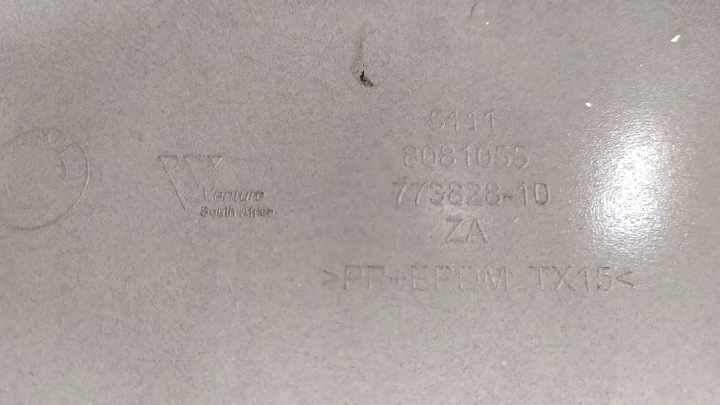 Venture
South Africa
5111
8081055
773828-10
ZA
>PP+EPDM TX15<